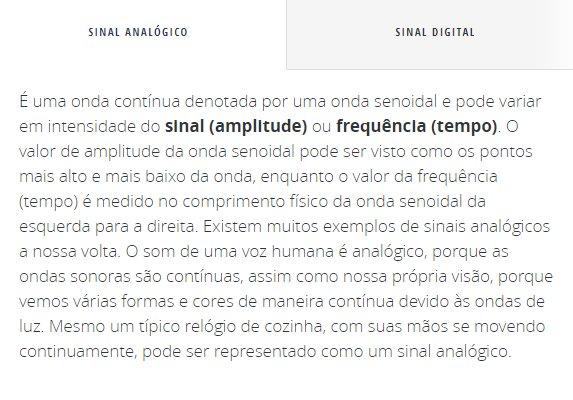 SINAL ANALÓGICO
SINAL DIGITAL
É uma onda contínua denotada por uma onda senoidal e pode variar
em intensidade do sinal (amplitude) ou frequência (tempo). O
valor de amplitude da onda senoidal pode ser visto como os pontos
mais alto e mais baixo da onda, enquanto o valor da frequência
(tempo) é medido no comprimento físico da onda senoidal da
esquerda para a direita. Existem muitos exemplos de sinais analógicos
a nossa volta. O som de uma voz humana é analógico, porque as
ondas sonoras são contínuas, assim como nossa própria visão, porque
vemos várias formas e cores de maneira contínua devido às ondas de
luz. Mesmo um típico relógio de cozinha, com suas mãos se movendo
continuamente, pode ser representado como um sinal analógico.